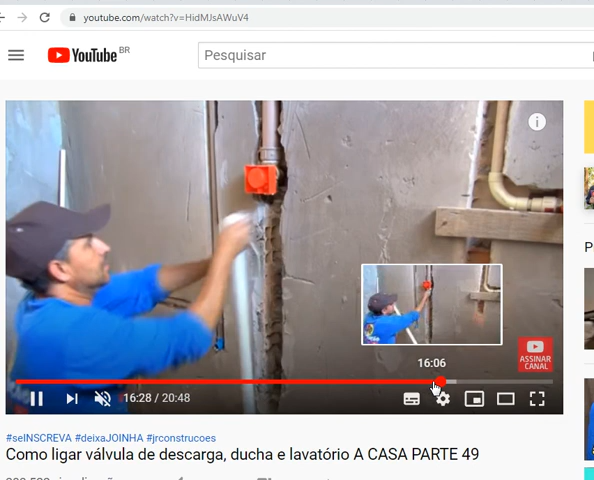 youtube.com/watch?v=HidMJsAWuV4
YouTube BR
Pesquisar
ASSINAR
CANAL
16:06
16:28 / 20:48
#seINSCREVA #deixaJOINHA #jrconstrucoes
Como ligar válvula de descarga, ducha e lavatório A CASA PARTE 49